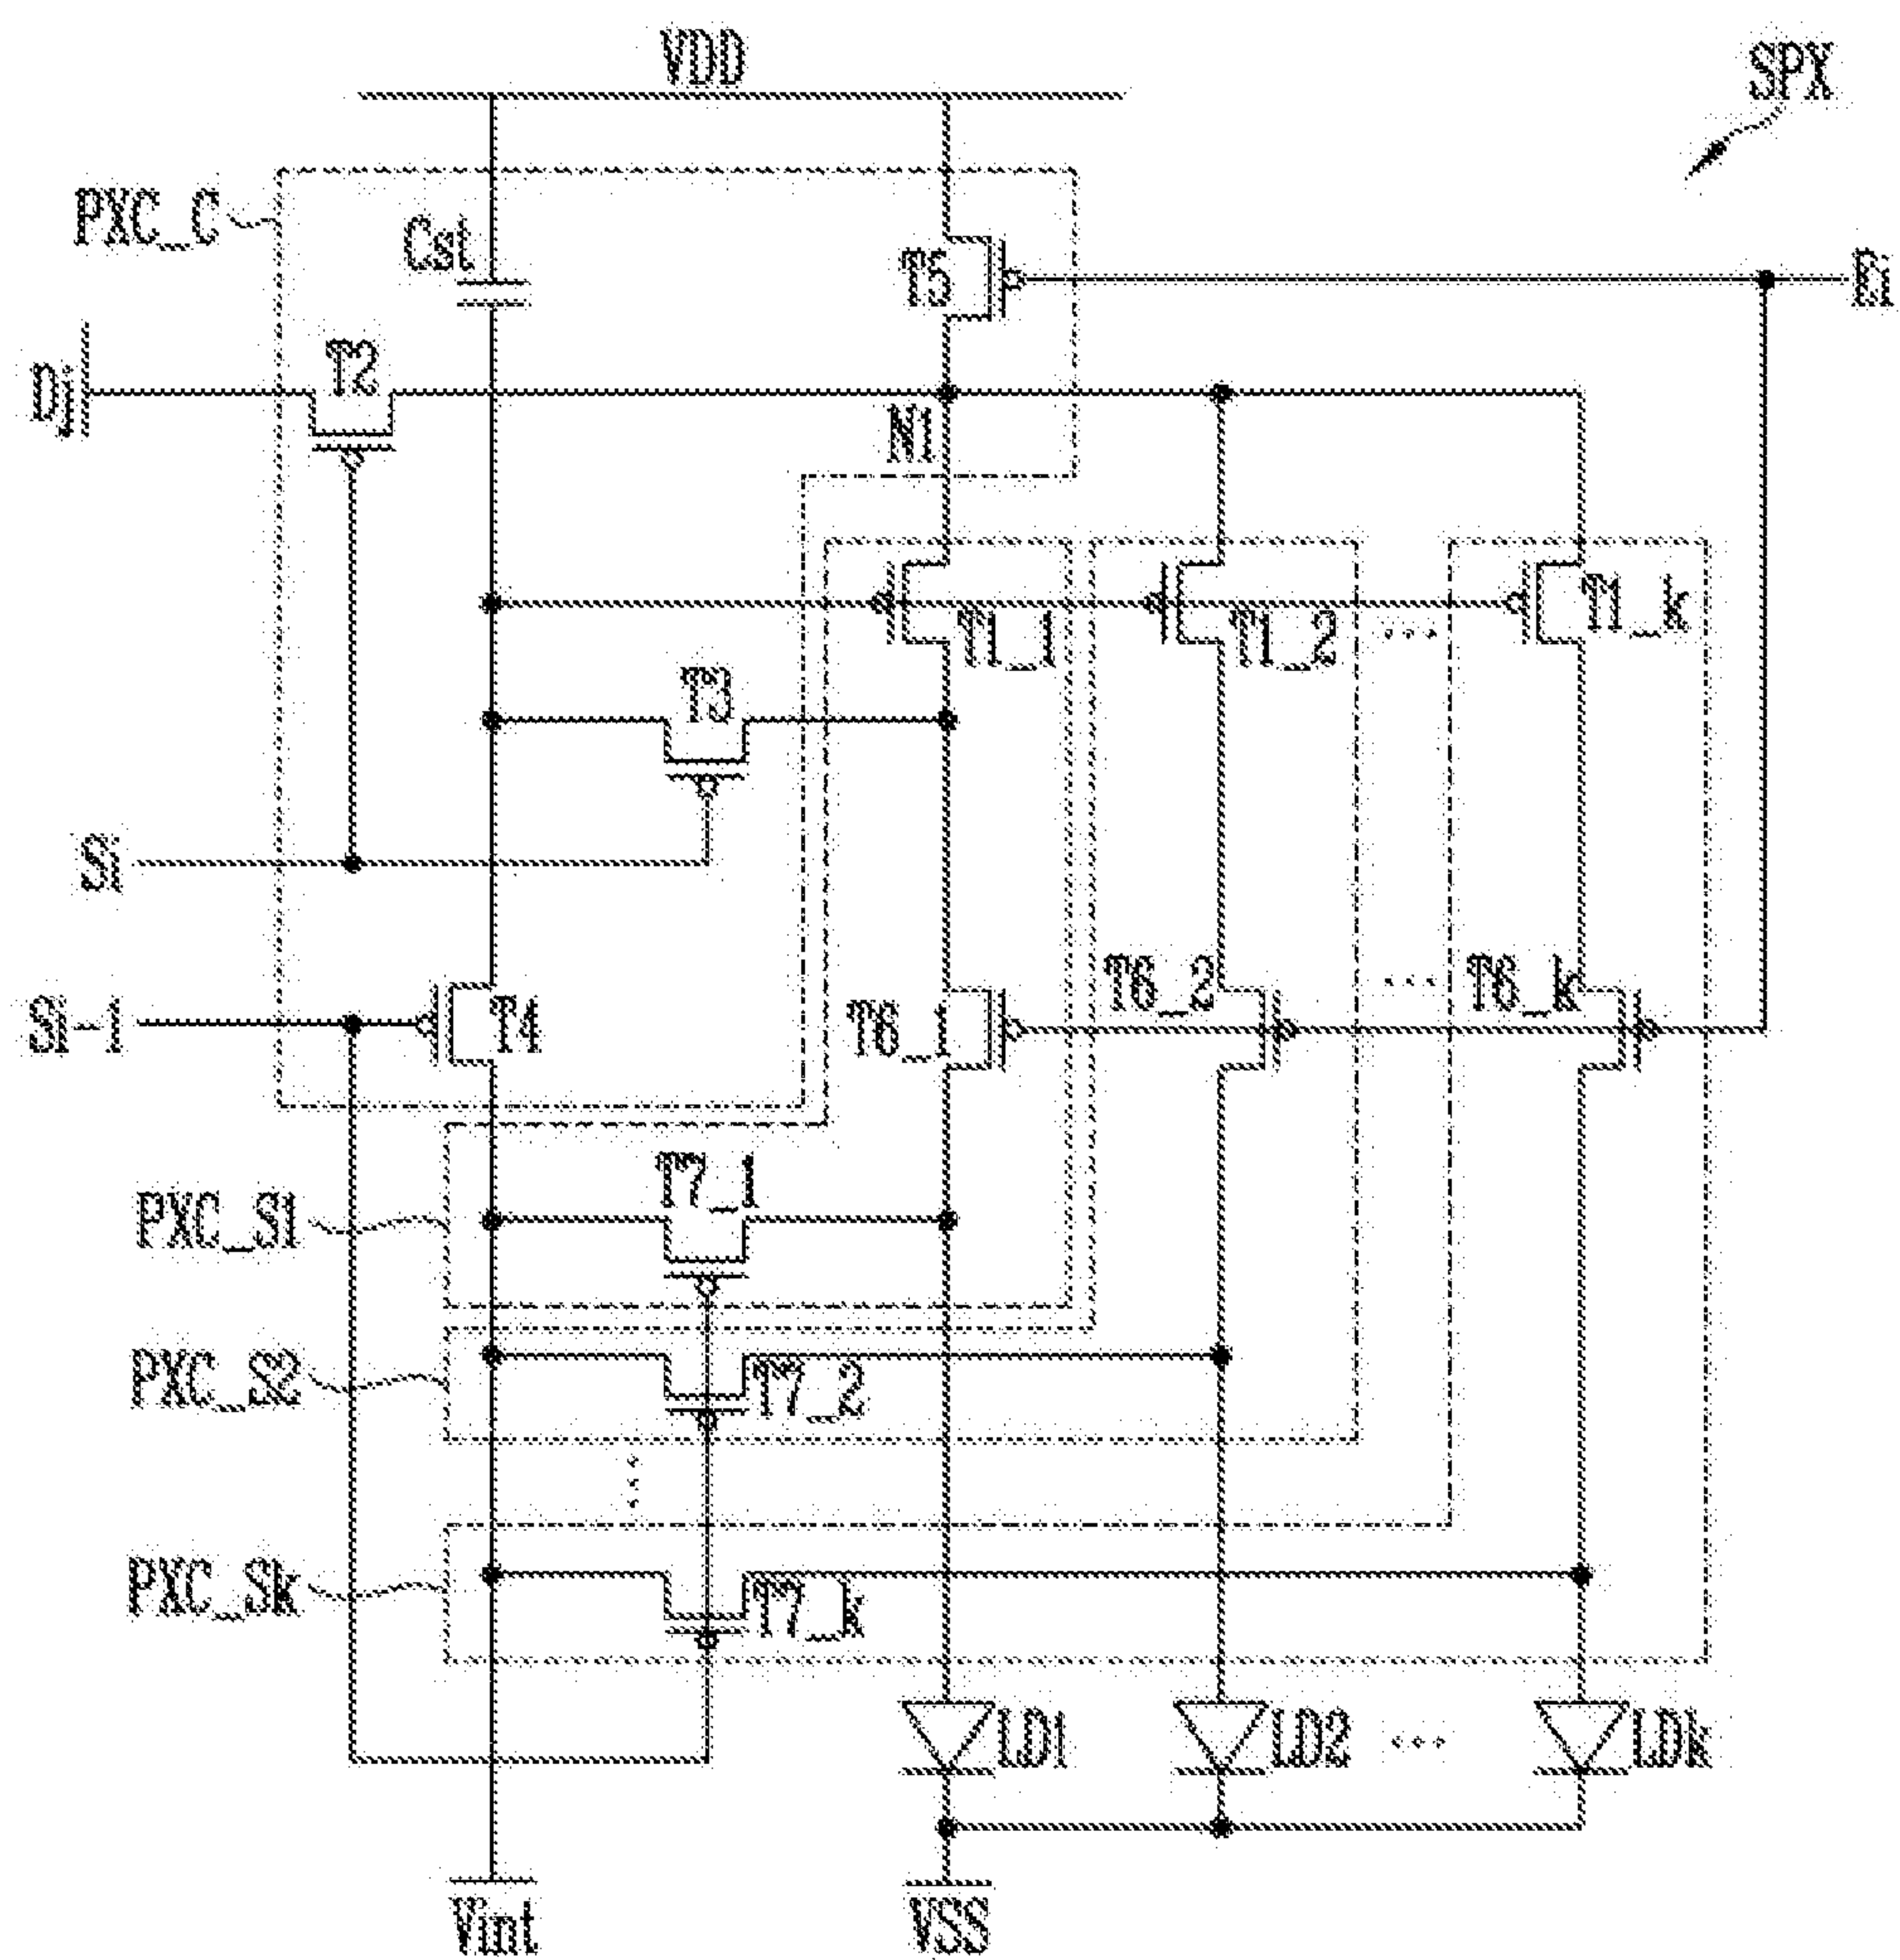 VDD
SPX
PXC_C
Cst
T5
Ei
T2
Dj
N1
T1_1
T1_2
...
T1_k
T3
Si
Si-1
T4
T6_1
T6_2
...
T6_k
T7_1
PXC_S1
PXC_S2
T7_2
...
PXC_Sk
T7_k
LD1
LD2
...
LDk
Vint
VSS